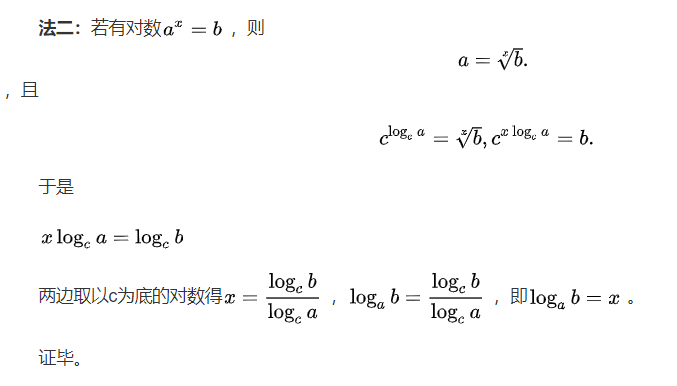 法二：若有对数$a^x = b$ ，则
$a = \sqrt[x]{b}.$
，且
$c^{\log_c a} = \sqrt[x]{b}, c^{x \log_c a} = b.$
于是
$x \log_c a = \log_c b$
两边取以c为底的对数得$x = \frac{\log_c b}{\log_c a}$ ，$\log_a b = \frac{\log_c b}{\log_c a}$ ，即$\log_a b = x$ 。
证毕。